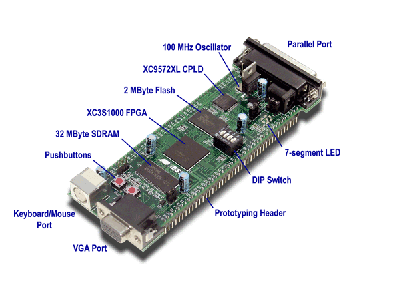 100 MHz Oscillator
Parallel Port
XC9572XL CPLD
2 MByte Flash
XC3S1000 FPGA
32 MByte SDRAM
Pushbuttons
7-segment LED
DIP Switch
Keyboard/Mouse
Port
Prototyping Header
VGA Port